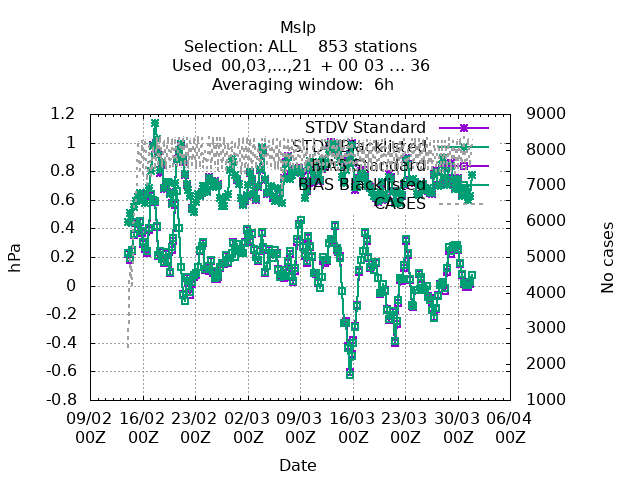 Mslp
Selection: ALL 853 stations
Used 00,03,...,21 + 00 03 ... 36
Averaging window: 6h
1.2
1
0.8
0.6
0.4
0.2
0
-0.2
-0.4
-0.6
-0.8
hPa
9000
8000
7000
6000
5000
4000
3000
2000
1000
No cases
STDV Standard
STDV Blacklisted
BIAS Standard
BIAS Blacklisted
CASES
09/02 16/02 23/02 02/03 09/03 16/03 23/03 30/03 06/04
00Z 00Z 00Z 00Z 00Z 00Z 00Z 00Z 00Z
Date